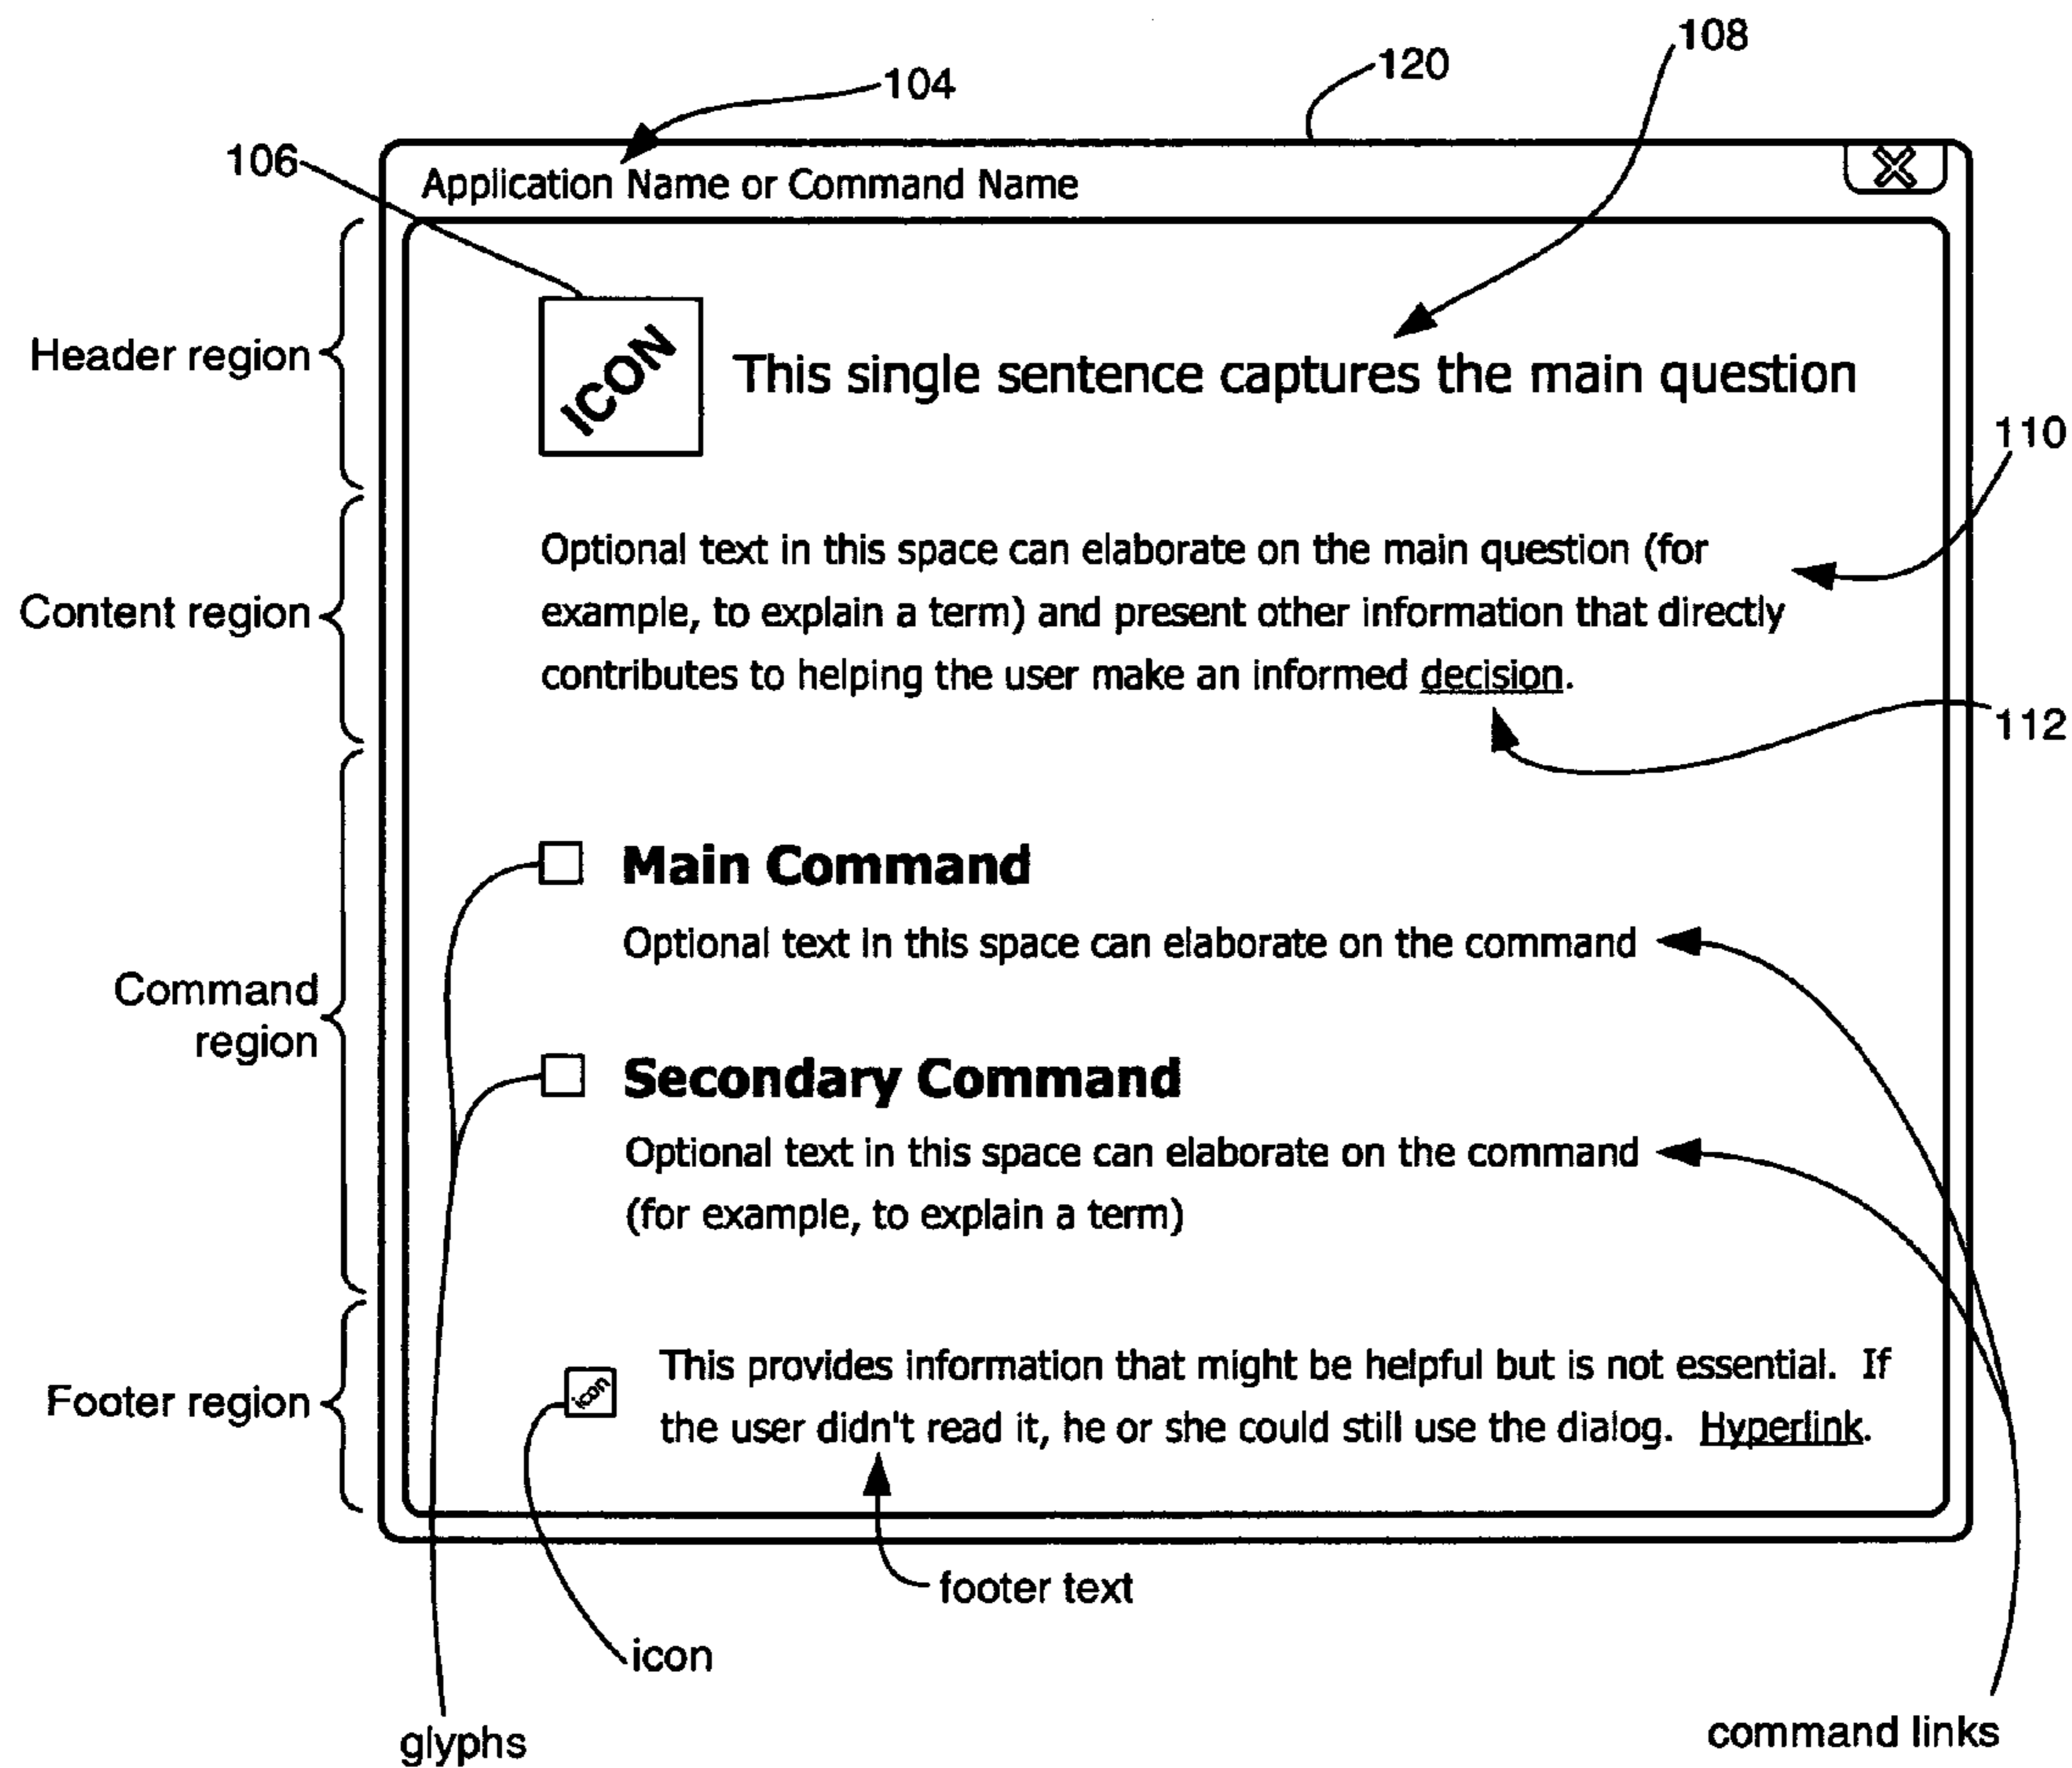 108
120
104
106
Application Name or Command Name
Header region
ICON
This single sentence captures the main question
110
Content region
Optional text in this space can elaborate on the main question (for
example, to explain a term) and present other information that directly
contributes to helping the user make an informed decision.
112
Main Command
Optional text in this space can elaborate on the command
Command
region
Secondary Command
Optional text in this space can elaborate on the command
(for example, to explain a term)
Footer region
icon
This provides information that might be helpful but is not essential. If
the user didn't read it, he or she could still use the dialog. Hyperlink.
footer text
icon
glyphs
command links